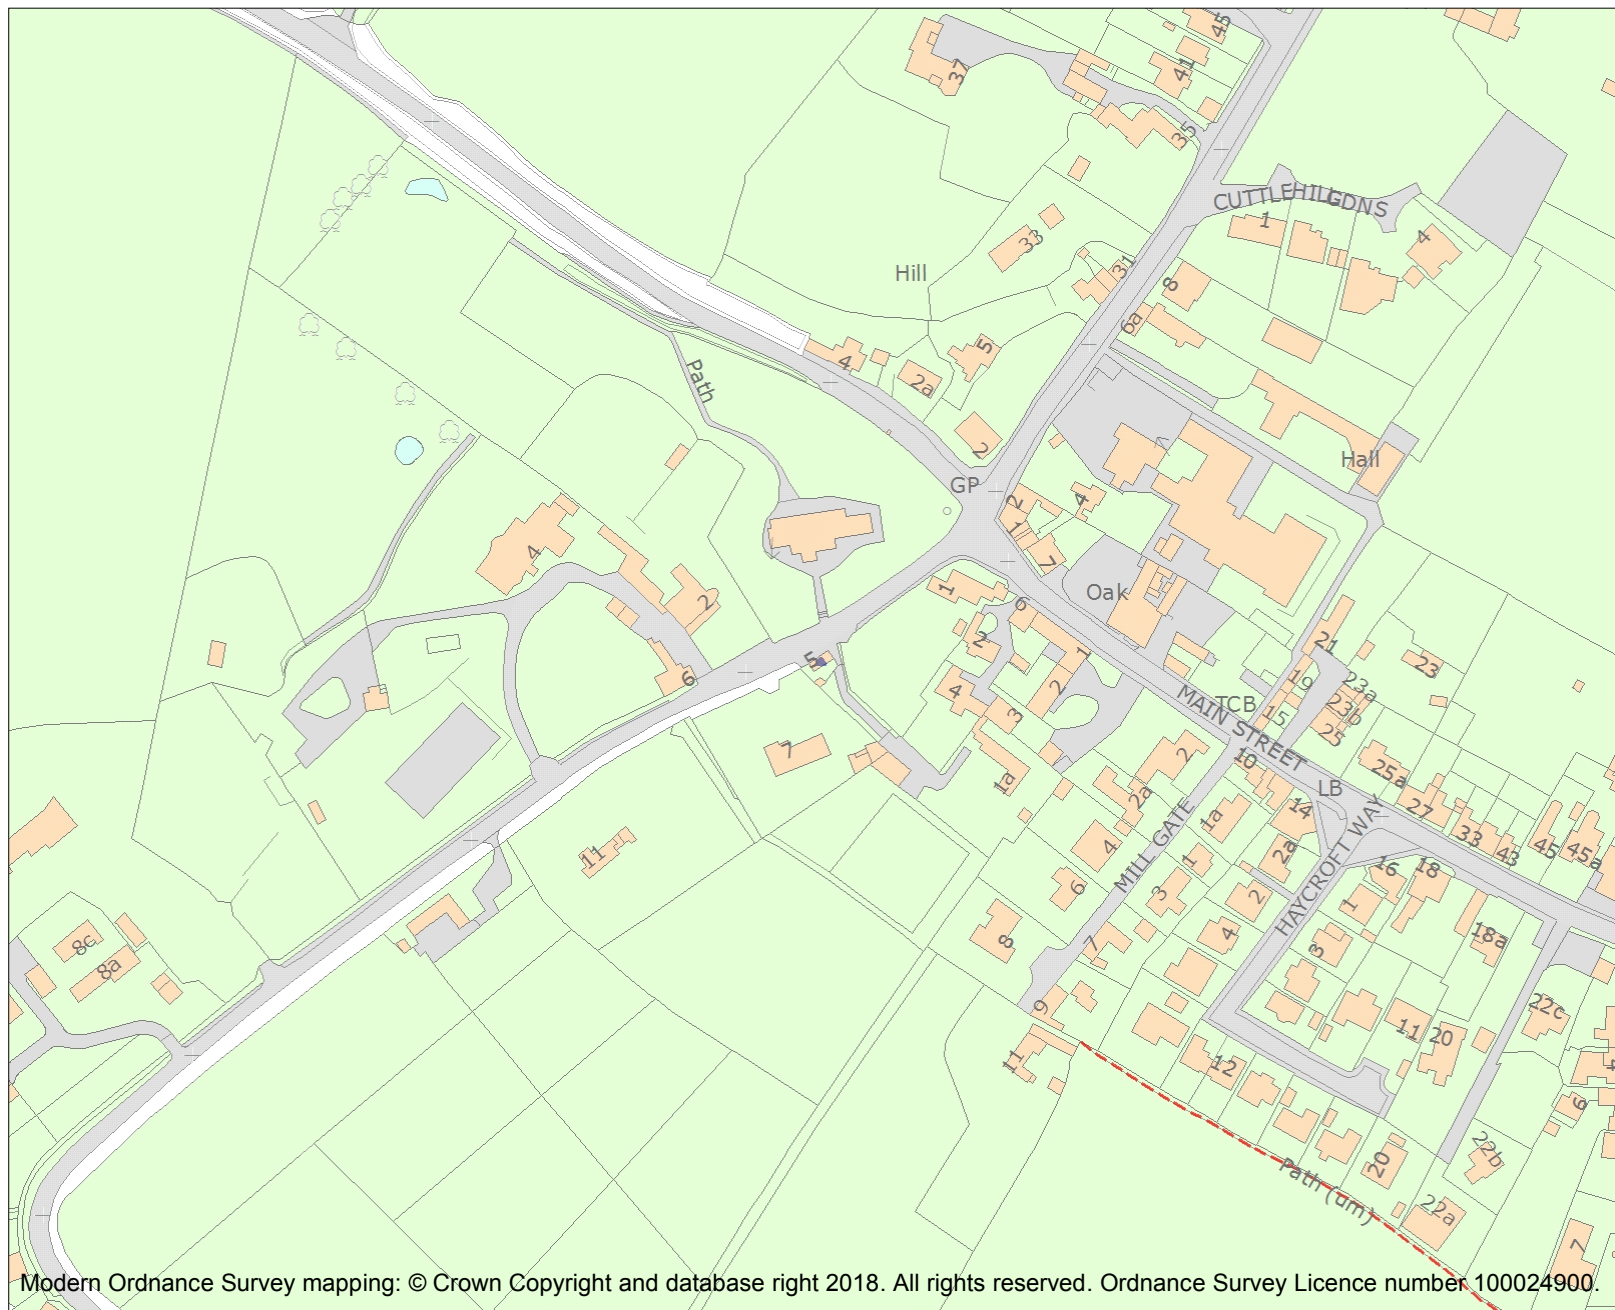 45
41
37
35
CUTTLEHILL GDNS
1
4
33
Hill
31
8
6a
4
5
2a
Path
2
GP
Hall
2
4
1
7
4
Oak
1
6
2
2
1
21
23
5
6
4
2
3
19
23a
23b
15
TCB
25
MAIN STREET
7
1a
2
10
25a
LB
2a
14
27
1a
33
43
45
45a
MILL GATE
HAYCROFT WAY
11
4
1
2a
16
18
6
3
2
1
8
7
4
3
18a
8c
8a
9
22c
11
20
11
12
4
6
22b
20
Path (um)
22a
7
Modern Ordnance Survey mapping: © Crown Copyright and database right 2018. All rights reserved. Ordnance Survey Licence number 100024900.